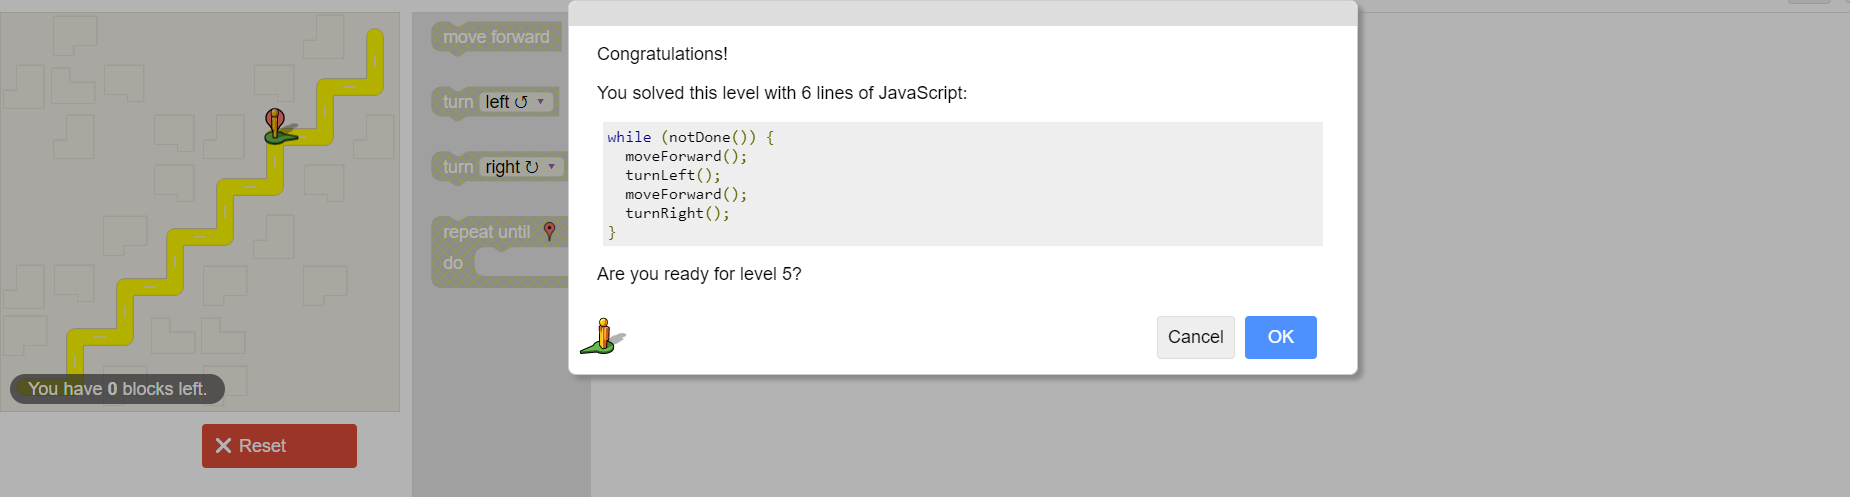 move forward
turn left ↺ ▾
turn right ↻ ▾
repeat until
do
You have 0 blocks left.
Reset
Congratulations!
You solved this level with 6 lines of JavaScript:
while (notDone()) {
  moveForward();
  turnLeft();
  moveForward();
  turnRight();
}
Are you ready for level 5?
Cancel
OK